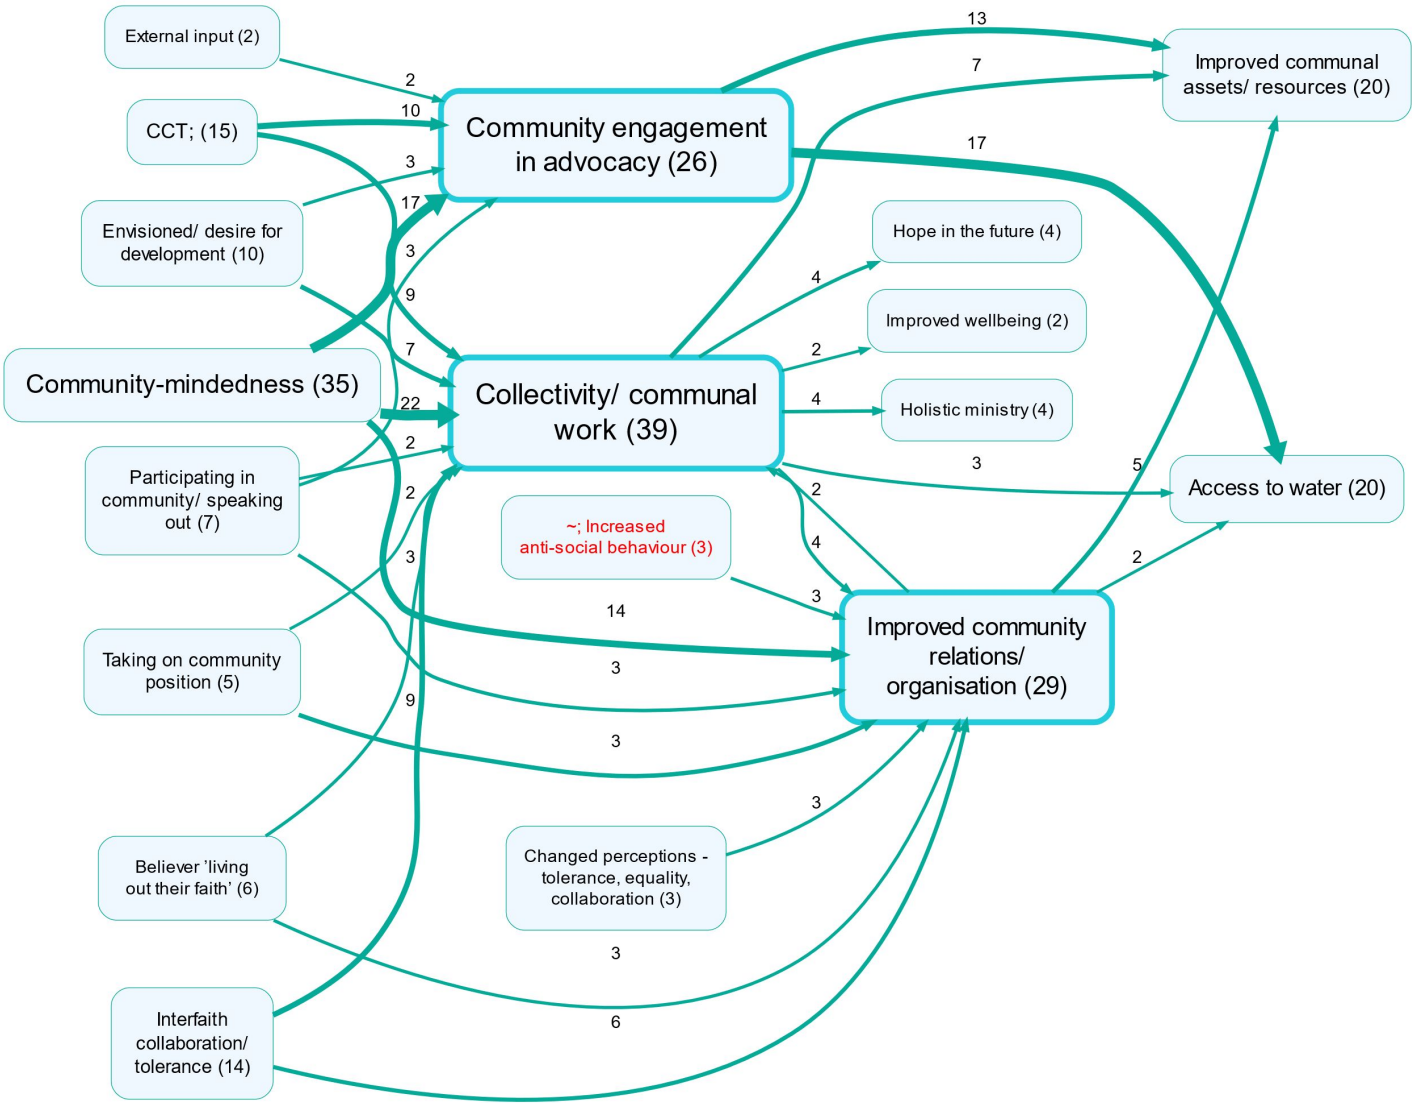 External input (2)
CCT; (15)
Envisioned/ desire for
development (10)
Community-mindedness (35)
Participating in
community/ speaking
out (7)
Taking on community
position (5)
Believer 'living
out their faith' (6)
Interfaith
collaboration/
tolerance (14)
2
10
3
17
3
9
7
22
2
2
3
9
Community engagement
in advocacy (26)
Collectivity/ communal
work (39)
~; Increased
anti-social behaviour (3)
14
3
3
Changed perceptions -
tolerance, equality,
collaboration (3)
3
6
4
2
4
2
4
3
3
Hope in the future (4)
Improved wellbeing (2)
Holistic ministry (4)
Improved community
relations/
organisation (29)
13
7
17
3
5
2
Improved communal
assets/ resources (20)
Access to water (20)